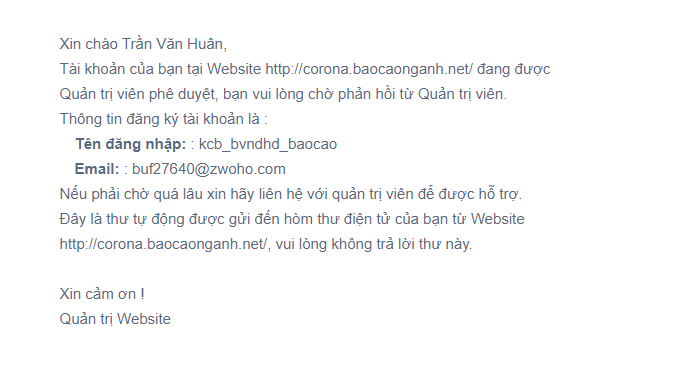 Xin chào Trần Văn Huân,
Tài khoản của bạn tại Website http://corona.baocaonganh.net/ đang được
Quản trị viên phê duyệt, bạn vui lòng chờ phản hồi từ Quản trị viên.
Thông tin đăng ký tài khoản là :
Tên đăng nhập: : kcb_bvndhd_baocao
Email: : buf27640@zwoho.com
Nếu phải chờ quá lâu xin hãy liên hệ với quản trị viên để được hỗ trợ.
Đây là thư tự động được gửi đến hòm thư điện tử của bạn từ Website
http://corona.baocaonganh.net/, vui lòng không trả lời thư này.
Xin cảm ơn !
Quản trị Website